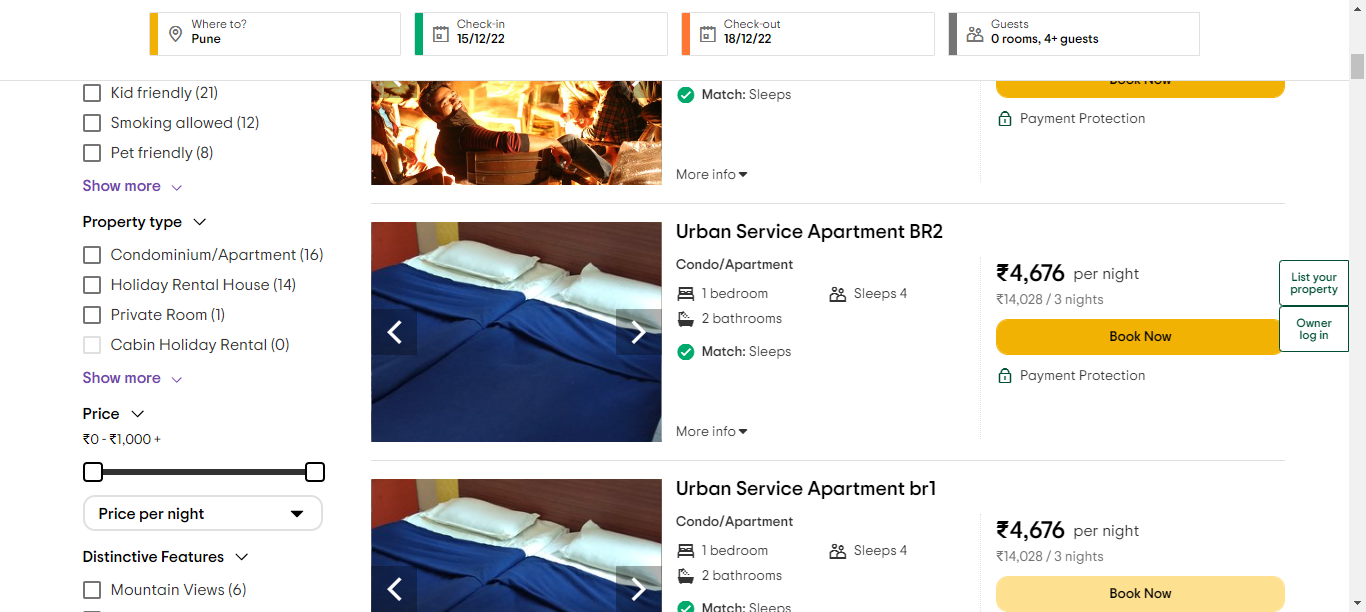 Where to?
Pune
Check-in
15/12/22
Check-out
18/12/22
Guests
0 rooms, 4+ guests
Kid friendly (21)
Smoking allowed (12)
Pet friendly (8)
Show more
Property type
Condominium/Apartment (16)
Holiday Rental House (14)
Private Room (1)
Cabin Holiday Rental (0)
Show more
Price
₹0 - ₹1,000 +
Price per night
Distinctive Features
Mountain Views (6)
Match: Sleeps
More info
Book Now
Payment Protection
Urban Service Apartment BR2
Condo/Apartment
1 bedroom
Sleeps 4
2 bathrooms
Match: Sleeps
More info
₹4,676 per night
₹14,028 / 3 nights
Book Now
Payment Protection
Urban Service Apartment br1
Condo/Apartment
1 bedroom
Sleeps 4
2 bathrooms
Match: Sleeps
₹4,676 per night
₹14,028 / 3 nights
Book Now
List your
property
Owner
log in